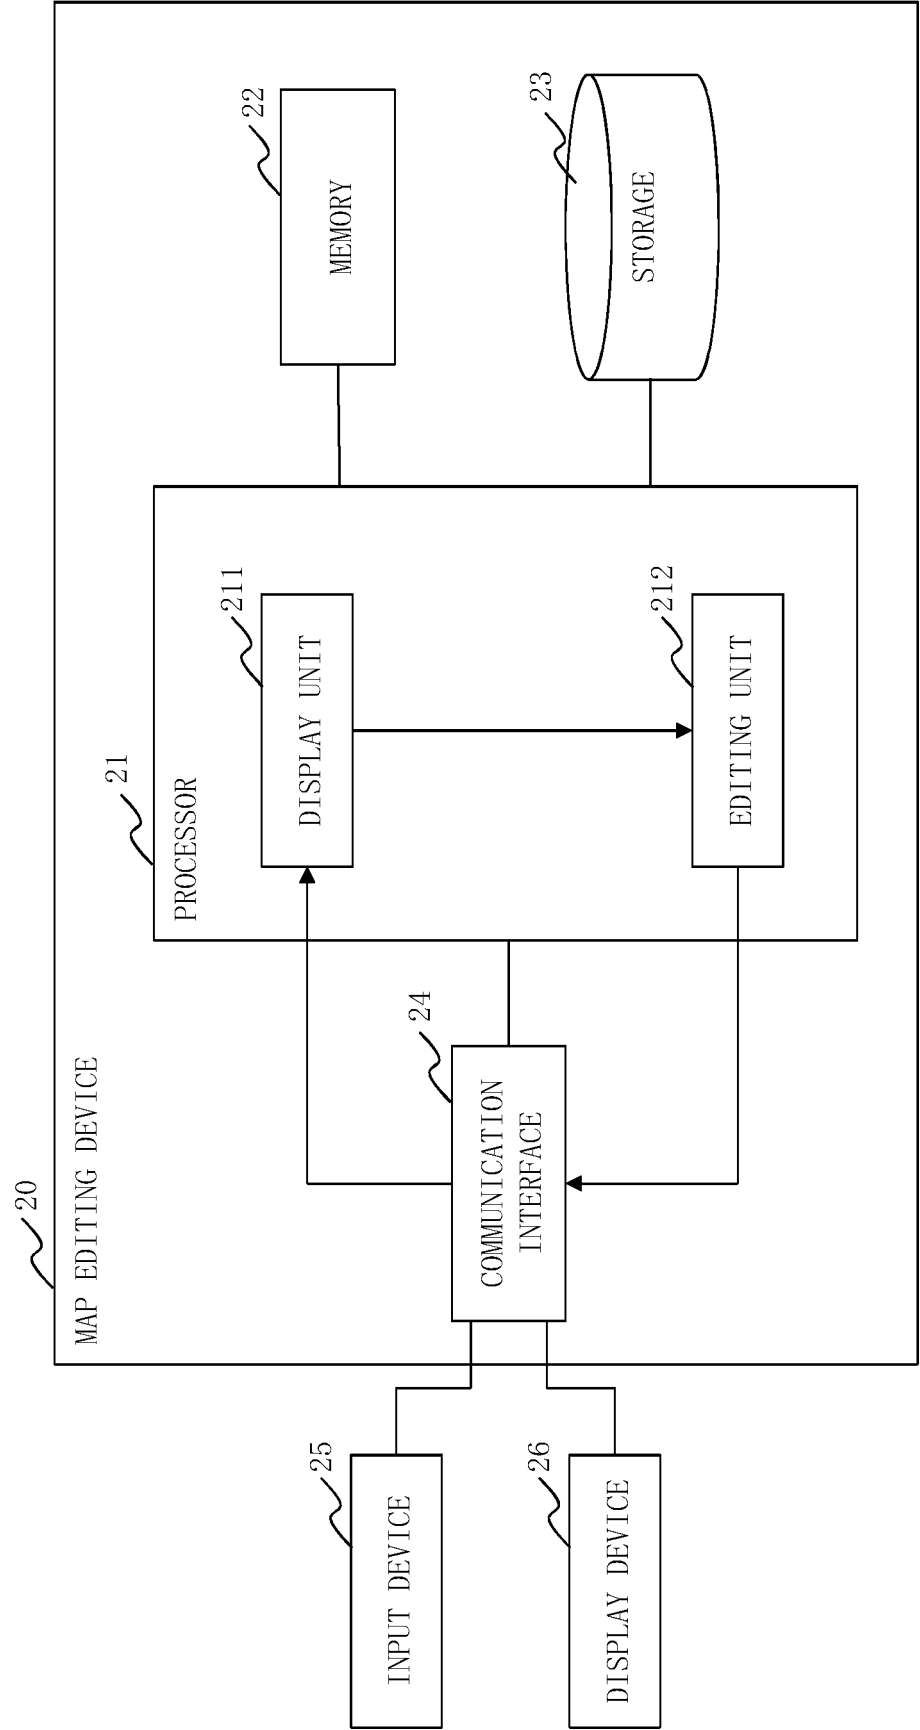 20
MAP EDITING DEVICE
21
PROCESSOR
22
MEMORY
211
DISPLAY UNIT
25
INPUT DEVICE
24
COMMUNICATION
INTERFACE
23
STORAGE
26
DISPLAY DEVICE
212
EDITING UNIT